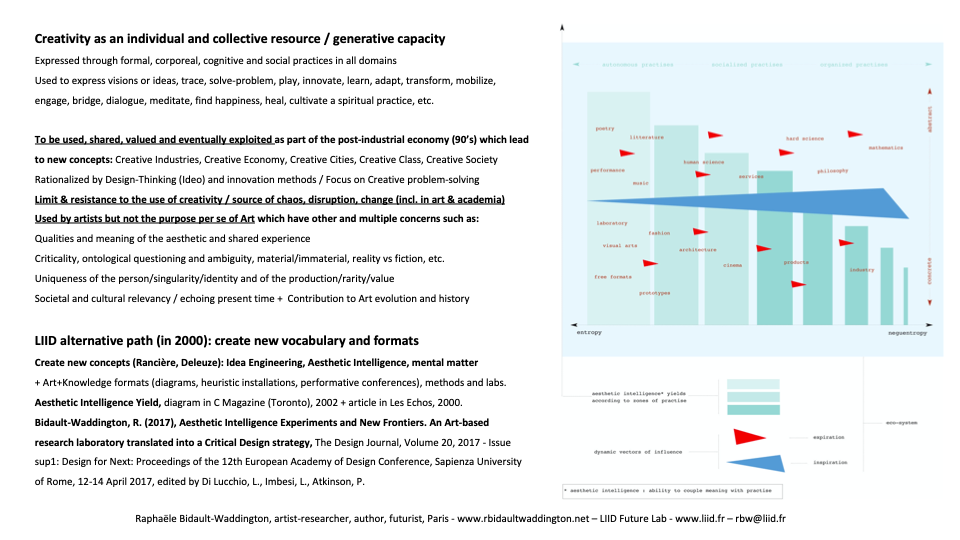 Creativity as an individual and collective resource / generative capacity
Expressed through formal, corporeal, cognitive and social practices in all domains
Used to express visions or ideas, trace, solve-problem, play, innovate, learn, adapt, transform, mobilize,
engage, bridge, dialogue, meditate, find happiness, heal, cultivate a spiritual practice, etc.
To be used, shared, valued and eventually exploited as part of the post-industrial economy (90's) which lead
to new concepts: Creative Industries, Creative Economy, Creative Cities, Creative Class, Creative Society
Rationalized by Design-Thinking (Ideo) and innovation methods / Focus on Creative problem-solving
Limit & resistance to the use of creativity / source of chaos, disruption, change (incl. in art & academia)
Used by artists but not the purpose per se of Art which have other and multiple concerns such as:
Qualities and meaning of the aesthetic and shared experience
Criticality, ontological questioning and ambiguity, material/immaterial, reality vs fiction, etc.
Uniqueness of the person/singularity/identity and of the production/rarity/value
Societal and cultural relevancy / echoing present time + Contribution to Art evolution and history
LIID alternative path (in 2000): create new vocabulary and formats
Create new concepts (Rancière, Deleuze): Idea Engineering, Aesthetic Intelligence, mental matter
+ Art+Knowledge formats (diagrams, heuristic installations, performative conferences), methods and labs.
Aesthetic Intelligence Yield, diagram in C Magazine (Toronto), 2002 + article in Les Echos, 2000.
Bidault-Waddington, R. (2017), Aesthetic Intelligence Experiments and New Frontiers. An Art-based
research laboratory translated into a Critical Design strategy, The Design Journal, Volume 20, 2017 - Issue
sup1: Design for Next: Proceedings of the 12th European Academy of Design Conference, Sapienza University
of Rome, 12-14 April 2017, edited by Di Lucchio, L., Imbesi, L., Atkinson, P.
autonomous practises socialised practises organised practises
abstract
poetry
litterature
hard science
mathematics
human science
performance
services
philosophy
music
laboratory
fashion
visual arts
architecture
cinema
products
industry
free formats
prototypes
concrete
entropy
neguentropy
aesthetic intelligence* yields
according to zones of practise
eco-system
dynamic vectors of influence
expiration
inspiration
* aesthetic intelligence : ability to couple meaning with practise
Raphaële Bidault-Waddington, artist-researcher, author, futurist, Paris - www.rbidaultwaddington.net – LIID Future Lab - www.liid.fr – rbw@liid.fr